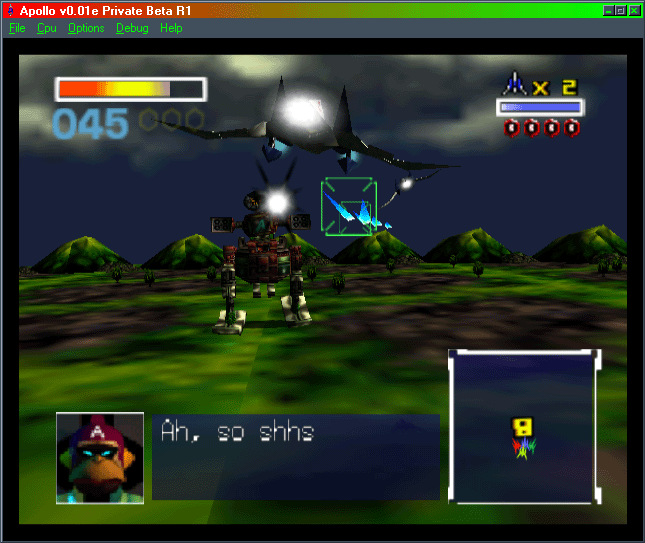 Apollo v0.01e Private Beta R1
File Cpu Options Debug Help
045
x 2
A
Ah, so shhs